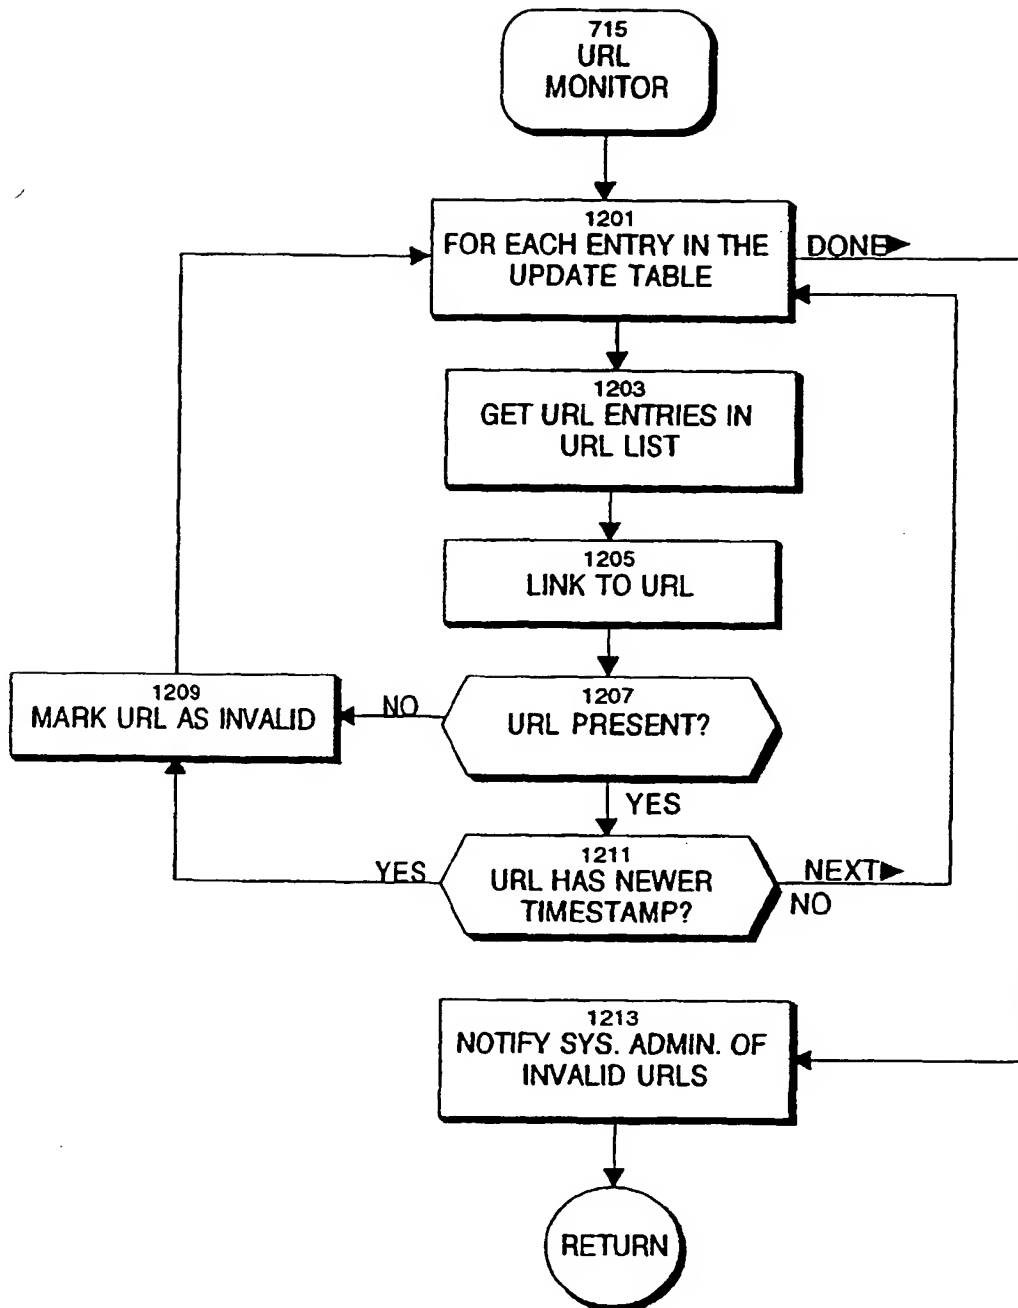 715
URL
MONITOR
1201
FOR EACH ENTRY IN THE
UPDATE TABLE
DONE
1203
GET URL ENTRIES IN
URL LIST
1205
LINK TO URL
1209
MARK URL AS INVALID
NO
1207
URL PRESENT?
YES
YES
1211
URL HAS NEWER
TIMESTAMP?
NEXT
NO
1213
NOTIFY SYS. ADMIN. OF
INVALID URLS
RETURN